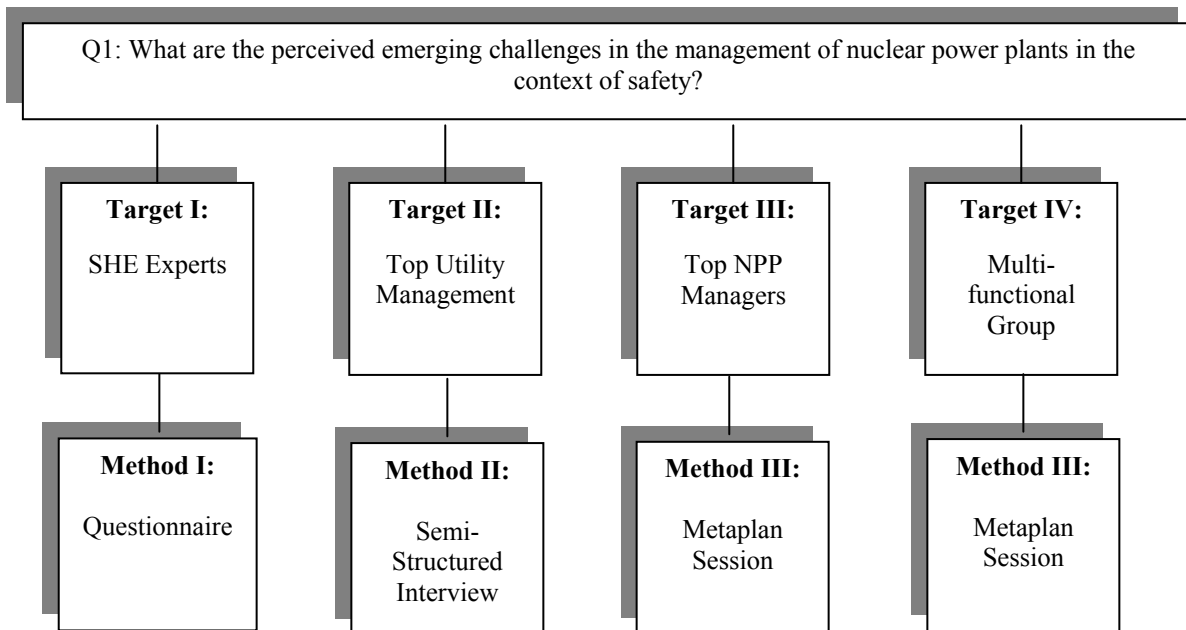 Q1: What are the perceived emerging challenges in the management of nuclear power plants in the
context of safety?
Target I:
SHE Experts
Target II:
Top Utility
Management
Target III:
Top NPP
Managers
Target IV:
Multi-
functional
Group
Method I:
Questionnaire
Method II:
Semi-
Structured
Interview
Method III:
Metaplan
Session
Method III:
Metaplan
Session